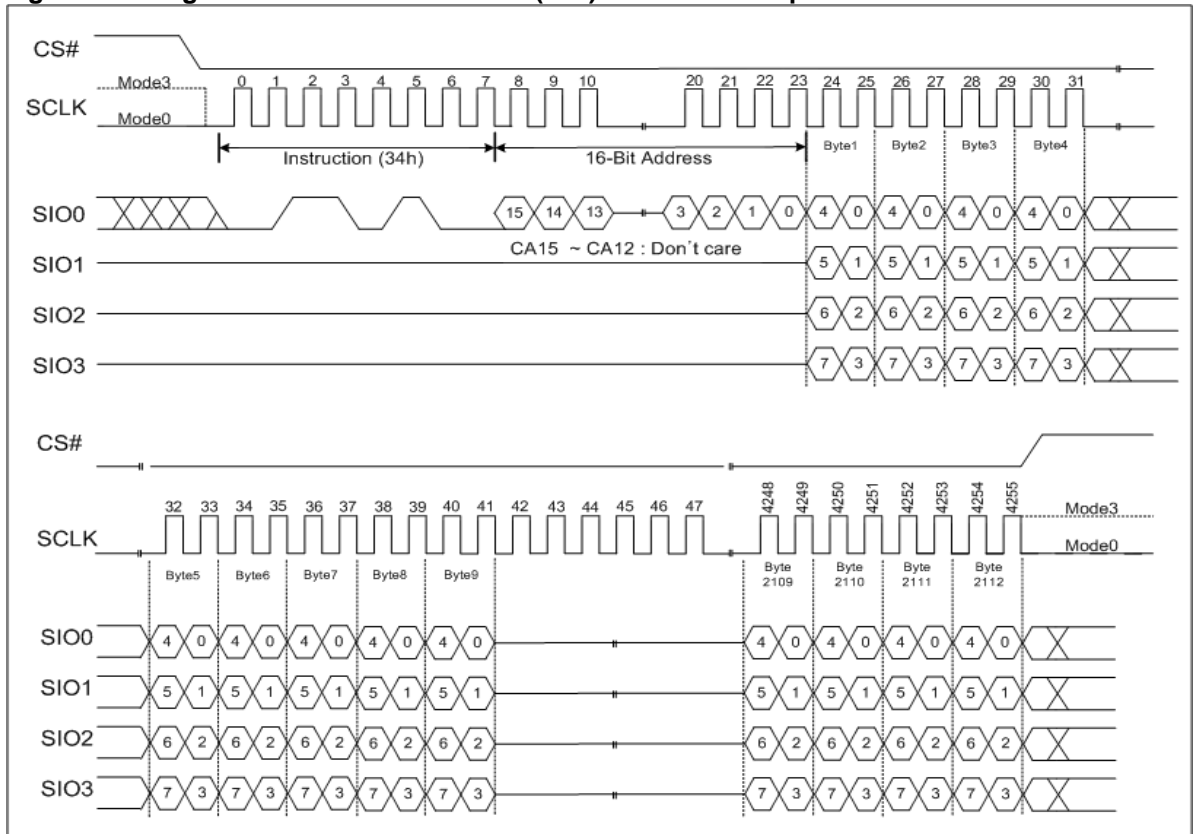 CS#
Mode3
SCLK
Mode0
0 1 2 3 4 5 6 7 8 9 10 20 21 22 23 24 25 26 27 28 29 30 31
Instruction (34h)
16-Bit Address
Byte1 Byte2 Byte3 Byte4
SIO0
15 14 13 3 2 1 0 4 0 4 0 4 0 4 0
CA15 ~ CA12 : Don't care
SIO1
5 1 5 1 5 1 5 1
SIO2
6 2 6 2 6 2 6 2
SIO3
7 3 7 3 7 3 7 3
CS#
32 33 34 35 36 37 38 39 40 41 42 43 44 45 46 47 4248 4249 4250 4251 4252 4253 4254 4255
Mode3
SCLK
Mode0
Byte5 Byte6 Byte7 Byte8 Byte9
Byte 2109 Byte 2110 Byte 2111 Byte 2112
SIO0
4 0 4 0 4 0 4 0 4 0 4 0 4 0 4 0 4 0
SIO1
5 1 5 1 5 1 5 1 5 1 5 1 5 1 5 1 5 1
SIO2
6 2 6 2 6 2 6 2 6 2 6 2 6 2 6 2 6 2
SIO3
7 3 7 3 7 3 7 3 7 3 7 3 7 3 7 3 7 3